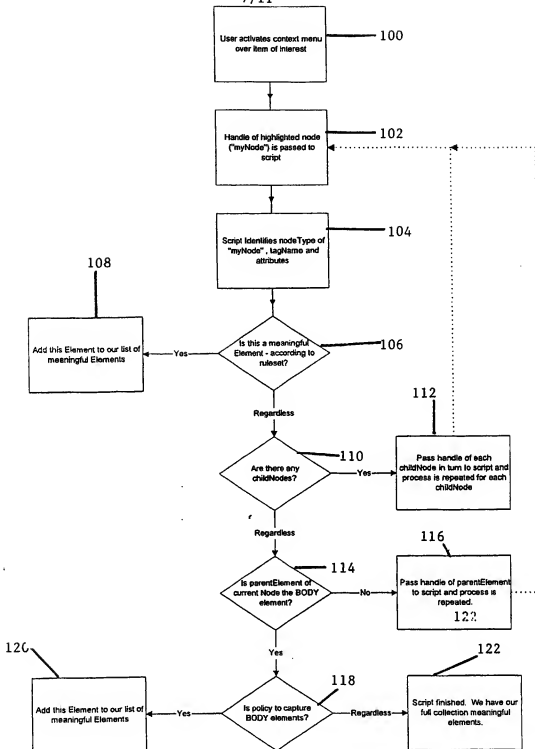 7/11
User activates context menu
over item of interest
100
Handle of highlighted node
("myNode") is passed to
script
102
Script Identifies nodeType of
"myNode" , tagName and
attributes
104
108
Add this Element to our list of
meaningful Elements
Yes
Is this a meaningful
Element - according to
ruleset?
106
Regardless
112
110
Are there any
childNodes?
Yes
Pass handle of each
childNode in turn to script and
process is repeated for each
childNode
Regardless
116
114
Is parentElement of
current Node the BODY
element?
No
Pass handle of parentElement
to script and process is
repeated.
122
Yes
120
122
118
Add this Element to our list of
meaningful Elements
Yes
Is policy to capture
BODY elements?
Regardless
Script finished. We have our
full collection meaningful
elements.